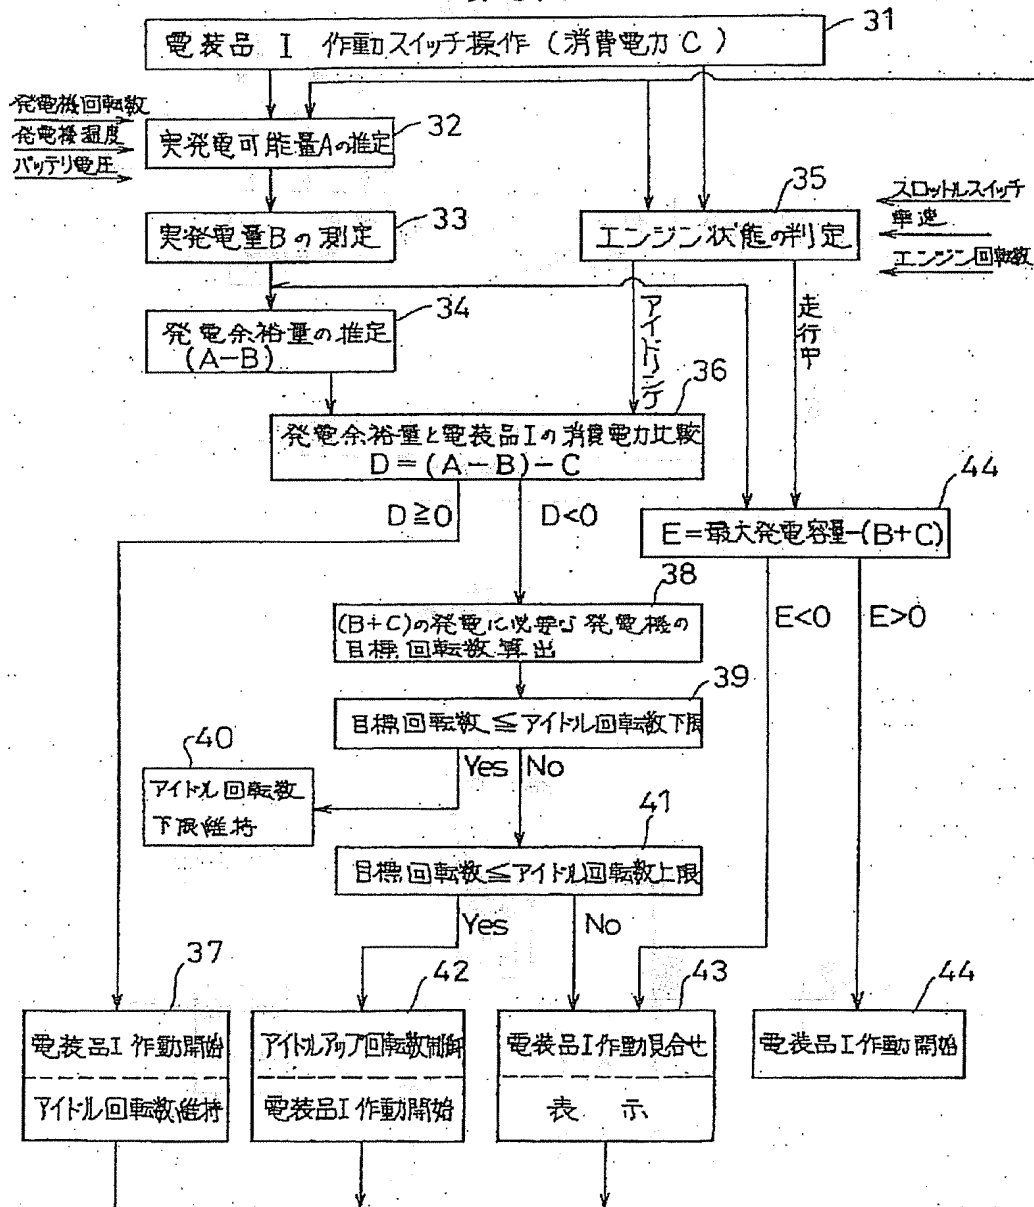 31
電装品 I 作動スイッチ操作 (消費電力 C)
発電機回転数
発電機温度
バッテリ電圧
32
実発電可能量Aの推定
35
スロットルスイッチ
車速
エンジン回転数
33
実発電量Bの測定
エンジン状態の判定
34
発電余裕量の推定
(A−B)
アイドリング
走行中
36
発電余裕量と電装品Iの消費電力比較
D=(A−B)−C
44
D≧0
D<0
E=最大発電容量−(B+C)
38
(B+C)の発電に必要な発電機の
目標回転数算出
E<0
E>0
39
目標回転数≦アイドル回転数下限
40
Yes
No
アイドル回転数
下限維持
41
目標回転数≦アイドル回転数上限
Yes
No
37
42
43
44
電装品I作動開始
アイドル回転数維持
アイドルアップ回転数制御
電装品I作動開始
電装品I作動見合せ
表 示
電装品I作動開始